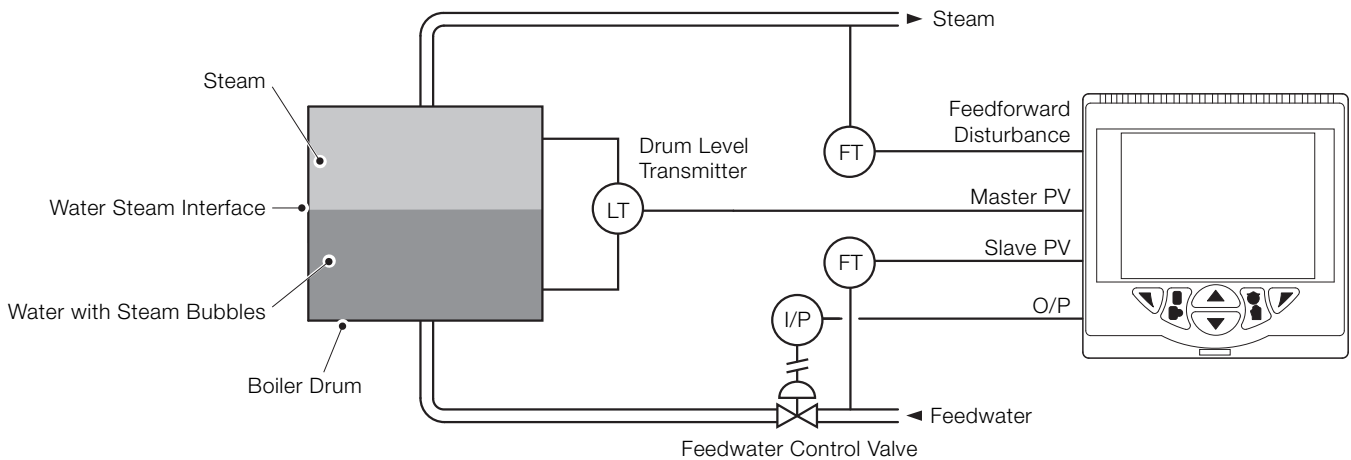 Steam
Steam
Feedforward
Disturbance
FT
Drum Level
Transmitter
Master PV
Water Steam Interface
LT
Slave PV
FT
Water with Steam Bubbles
O/P
I/P
Boiler Drum
Feedwater
Feedwater Control Valve